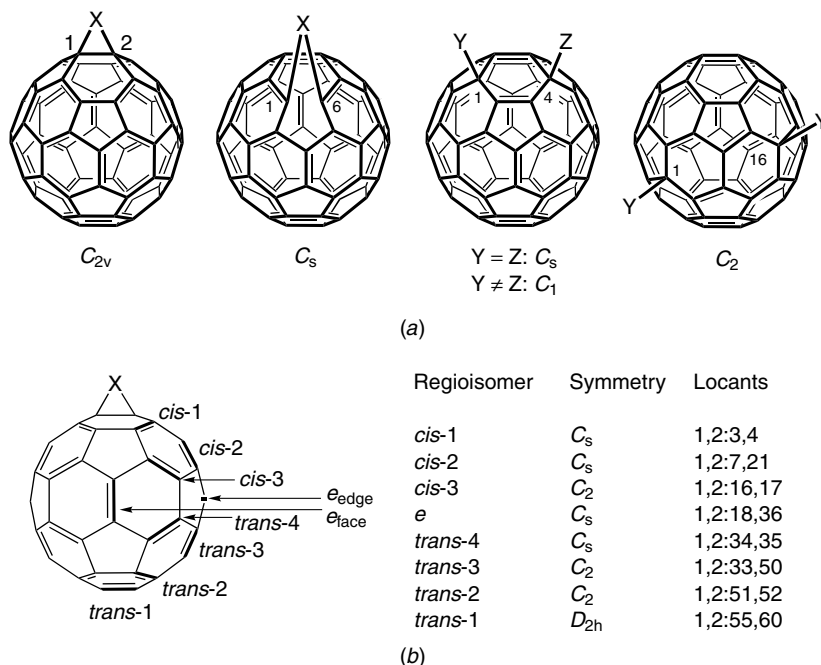 X
1 2
C2v
X
1 6
Cs
Y Z
1 4
Y = Z: Cs
Y ≠ Z: C1
Y
1 16
Y
C2
(a)
X
cis-1
cis-2
cis-3
e edge
e face
trans-4
trans-3
trans-2
trans-1
Regioisomer Symmetry Locants
cis-1 Cs 1,2:3,4
cis-2 Cs 1,2:7,21
cis-3 C2 1,2:16,17
e Cs 1,2:18,36
trans-4 Cs 1,2:34,35
trans-3 C2 1,2:33,50
trans-2 C2 1,2:51,52
trans-1 D2h 1,2:55,60
(b)